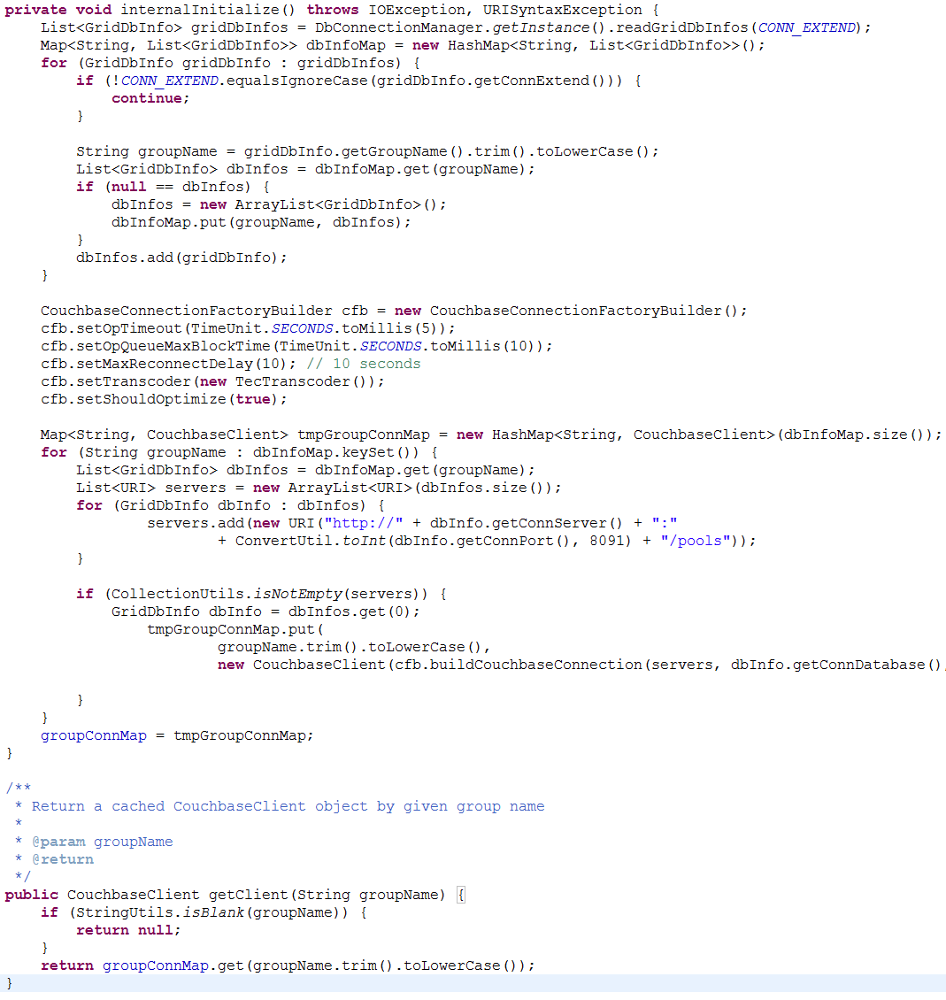 private void internalInitialize() throws IOException, URISyntaxException {
    List<GridDbInfo> gridDbInfos = DbConnectionManager.getInstance().readGridDbInfos(CONN_EXTEND);
    Map<String, List<GridDbInfo>> dbInfoMap = new HashMap<String, List<GridDbInfo>>();
    for (GridDbInfo gridDbInfo : gridDbInfos) {
        if (!CONN_EXTEND.equalsIgnoreCase(gridDbInfo.getConnExtend())) {
            continue;
        }

        String groupName = gridDbInfo.getGroupName().trim().toLowerCase();
        List<GridDbInfo> dbInfos = dbInfoMap.get(groupName);
        if (null == dbInfos) {
            dbInfos = new ArrayList<GridDbInfo>();
            dbInfoMap.put(groupName, dbInfos);
        }
        dbInfos.add(gridDbInfo);
    }

    CouchbaseConnectionFactoryBuilder cfb = new CouchbaseConnectionFactoryBuilder();
    cfb.setOpTimeout(TimeUnit.SECONDS.toMillis(5));
    cfb.setOpQueueMaxBlockTime(TimeUnit.SECONDS.toMillis(10));
    cfb.setMaxReconnectDelay(10); // 10 seconds
    cfb.setTranscoder(new TecTranscoder());
    cfb.setShouldOptimize(true);

    Map<String, CouchbaseClient> tmpGroupConnMap = new HashMap<String, CouchbaseClient>(dbInfoMap.size());
    for (String groupName : dbInfoMap.keySet()) {
        List<GridDbInfo> dbInfos = dbInfoMap.get(groupName);
        List<URI> servers = new ArrayList<URI>(dbInfos.size());
        for (GridDbInfo dbInfo : dbInfos) {
                servers.add(new URI("http://" + dbInfo.getConnServer() + ":"
                        + ConvertUtil.toInt(dbInfo.getConnPort(), 8091) + "/pools"));
        }

        if (CollectionUtils.isNotEmpty(servers)) {
            GridDbInfo dbInfo = dbInfos.get(0);
                tmpGroupConnMap.put(
                        groupName.trim().toLowerCase(),
                        new CouchbaseClient(cfb.buildCouchbaseConnection(servers, dbInfo.getConnDatabase(),

        }
    }
    groupConnMap = tmpGroupConnMap;
}

/**
 * Return a cached CouchbaseClient object by given group name
 *
 * @param groupName
 * @return
 */
public CouchbaseClient getClient(String groupName) {
    if (StringUtils.isBlank(groupName)) {
        return null;
    }
    return groupConnMap.get(groupName.trim().toLowerCase());
}